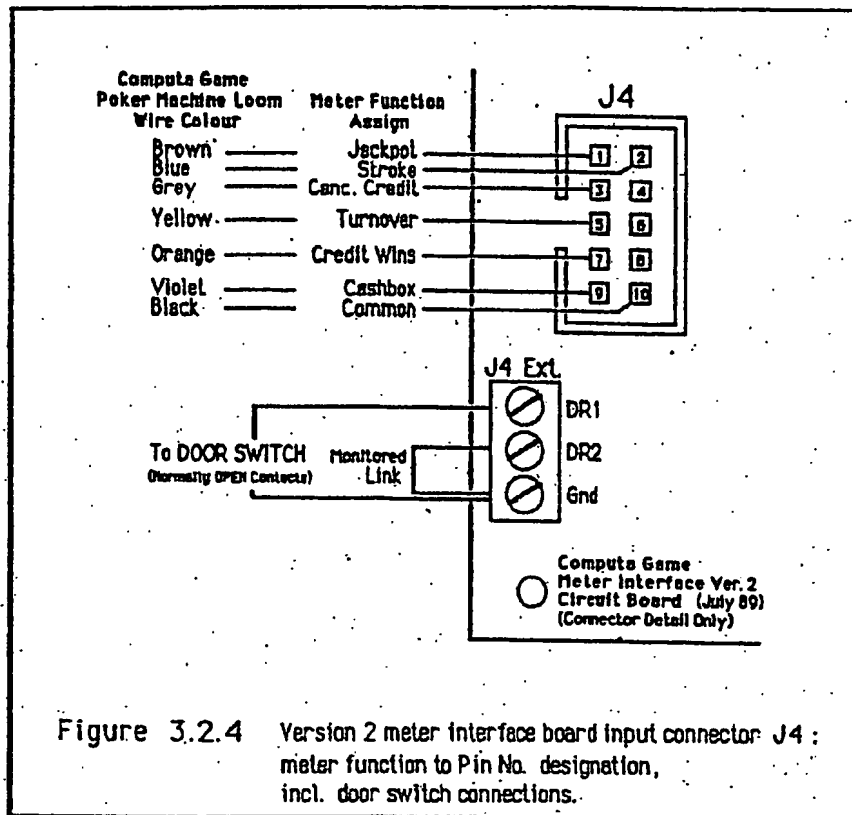 Computa Game
Poker Machine Loom
Wire Colour
Meter Function
Assign
J4
Brown Jackpot 1 2
Blue Stroke
Grey Canc. Credit 3 4
Yellow Turnover 5 6
Orange Credit Wins 7 8
Violet Cashbox 9 10
Black Common
J4 Ext.
DR1
To DOOR SWITCH
(Normally OPEN Contacts)
Monitored
Link
DR2
Gnd
Computa Game
Meter Interface Ver. 2
Circuit Board (July 89)
(Connector Detail Only)
Figure 3.2.4 Version 2 meter interface board input connector J4 :
meter function to Pin No. designation,
incl. door switch connections.